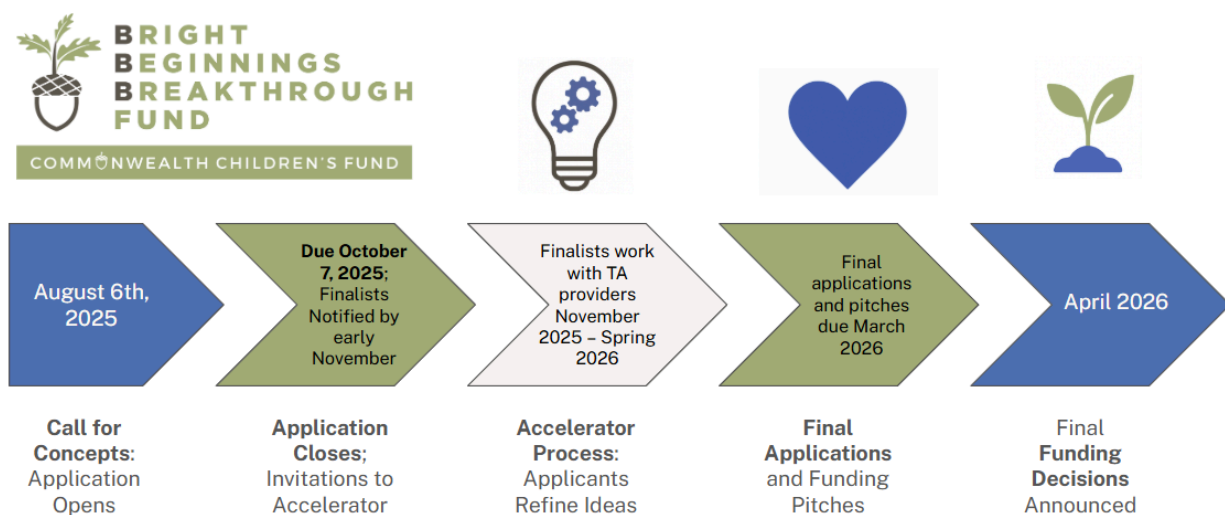 BRIGHT
BEGINNINGS
BREAKTHROUGH
FUND
COMMONWEALTH CHILDREN'S FUND
August 6th,
2025
Due October
7, 2025;
Finalists
Notified by
early
November
Finalists work
with TA
providers
November
2025 – Spring
2026
Final
applications
and pitches
due March
2026
April 2026
Call for
Concepts:
Application
Opens
Application
Closes;
Invitations to
Accelerator
Accelerator
Process:
Applicants
Refine Ideas
Final
Applications
and Funding
Pitches
Final
Funding
Decisions
Announced